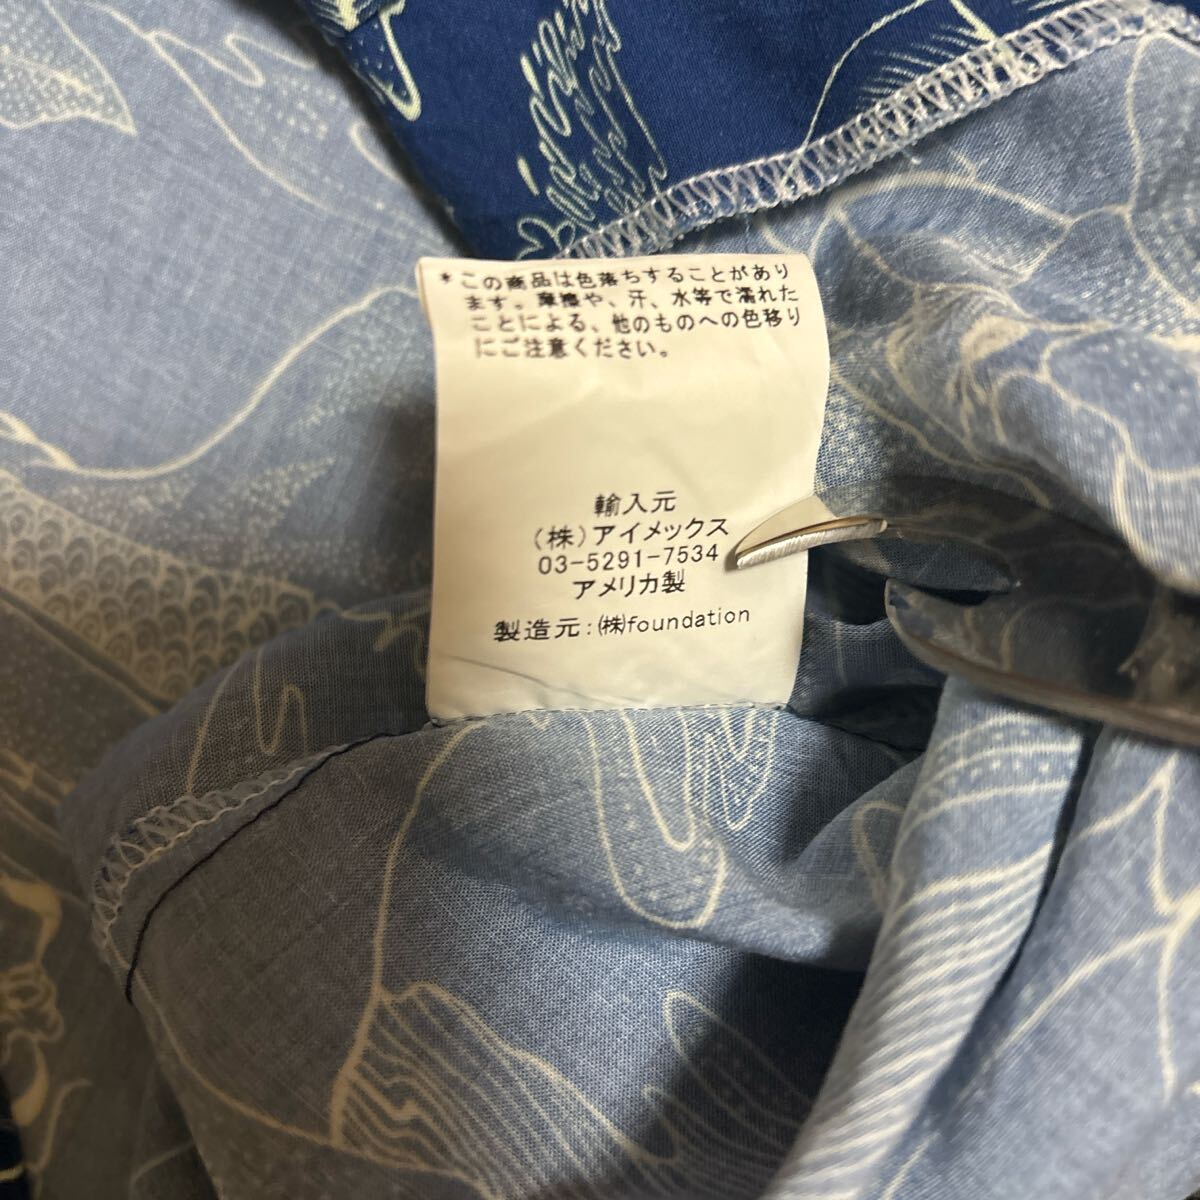 *この商品は色落ちすることがあり
ます。摩擦や、汗、水等で濡れた
ことによる、他のものへの色移り
にご注意ください。
輸入元
（株）アイメックス
03-5291-7534
アメリカ製
製造元:㈱foundation